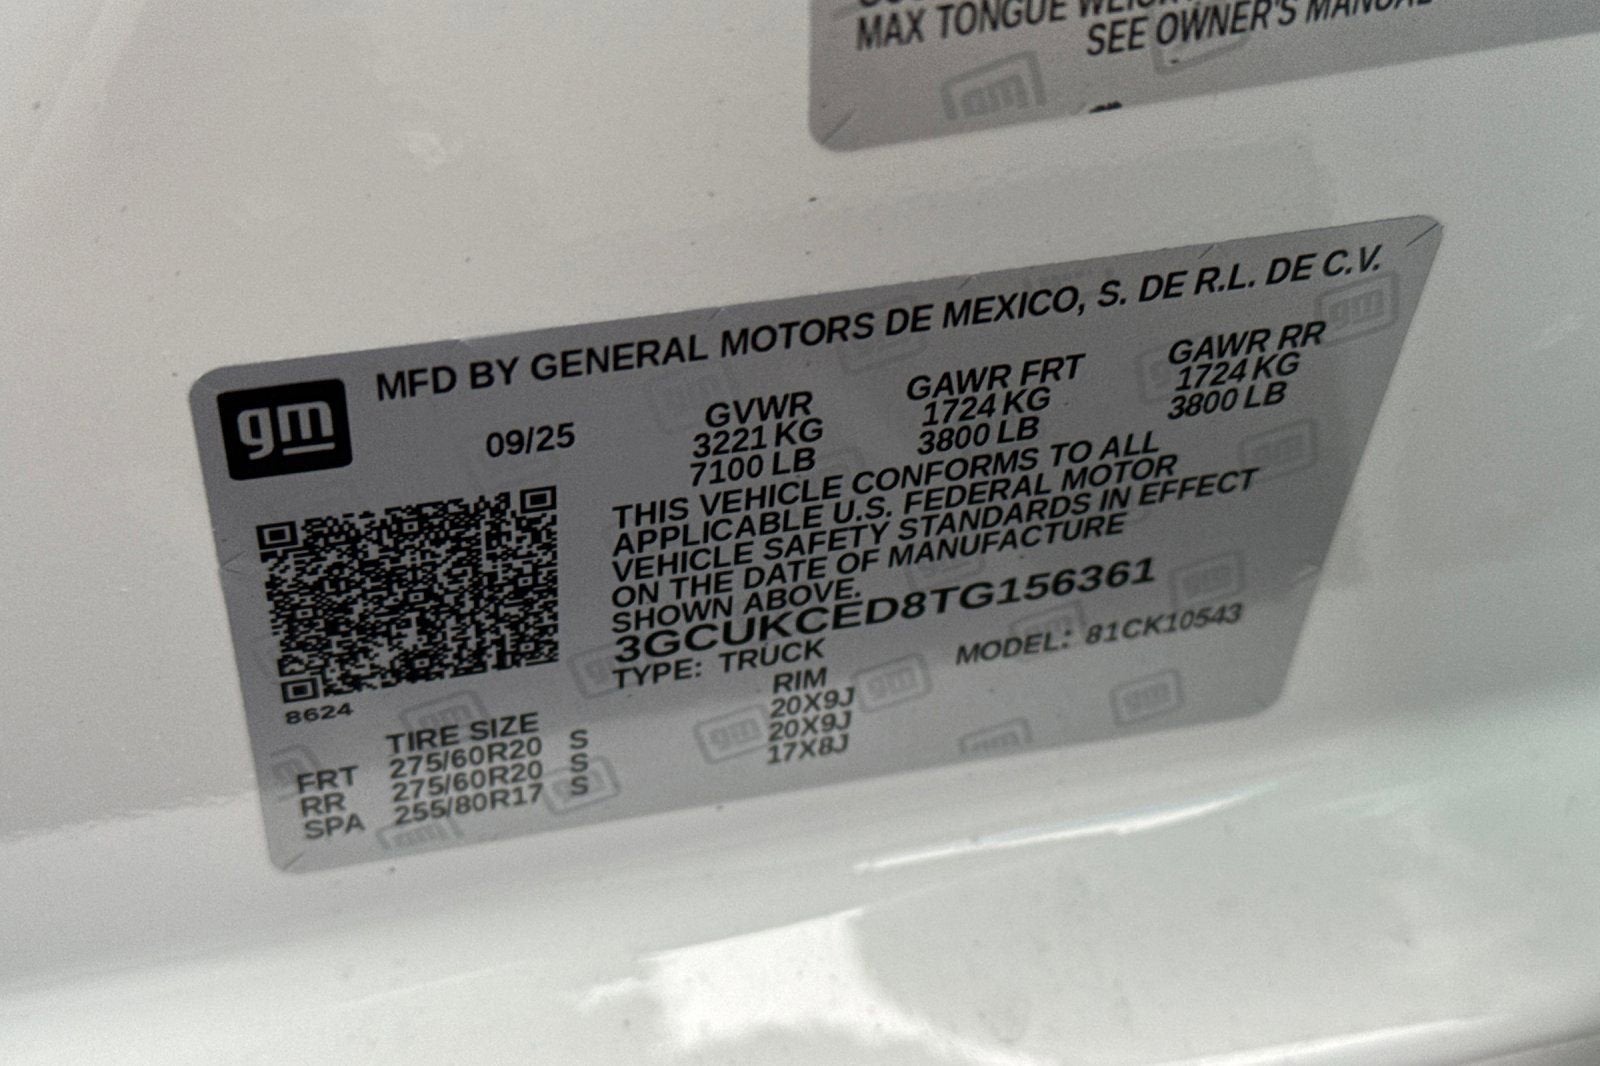 MAX TONGUE WEIGHT
SEE OWNER'S MANUAL
MFD BY GENERAL MOTORS DE MEXICO, S. DE R.L. DE C.V.
gm
09/25
GVWR GAWR FRT GAWR RR
3221 KG 1724 KG 1724 KG
7100 LB 3800 LB 3800 LB
THIS VEHICLE CONFORMS TO ALL
APPLICABLE U.S. FEDERAL MOTOR
VEHICLE SAFETY STANDARDS IN EFFECT
ON THE DATE OF MANUFACTURE
SHOWN ABOVE.
3GCUKCED8TG156361
TYPE: TRUCK MODEL: 81CK10543
8624
TIRE SIZE RIM
FRT 275/60R20 S 20X9J
RR 275/60R20 S 20X9J
SPA 255/80R17 S 17X8J